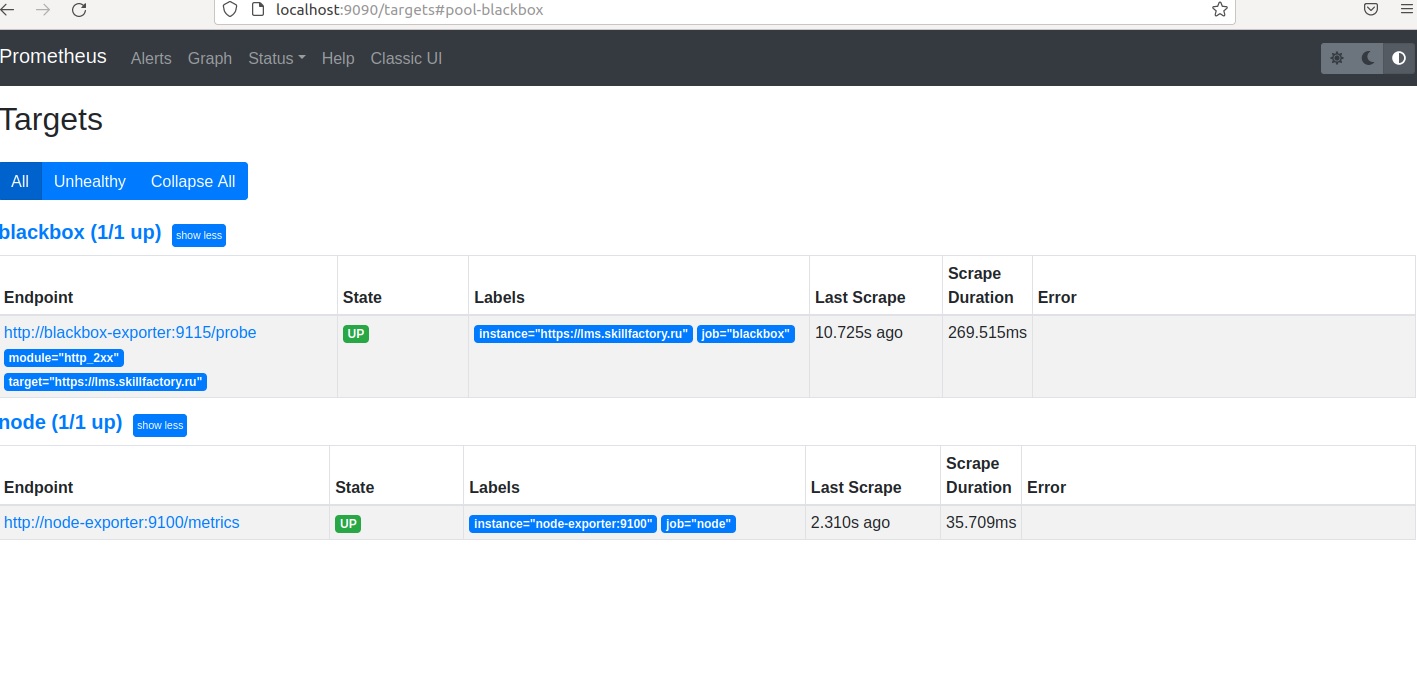 localhost:9090/targets#pool-blackbox
Prometheus Alerts Graph Status Help Classic UI
Targets
All Unhealthy Collapse All
blackbox (1/1 up) show less
Endpoint State Labels Last Scrape Scrape Duration Error
http://blackbox-exporter:9115/probe UP instance="https://lms.skillfactory.ru" job="blackbox" 10.725s ago 269.515ms
module="http_2xx"
target="https://lms.skillfactory.ru"
node (1/1 up) show less
Endpoint State Labels Last Scrape Scrape Duration Error
http://node-exporter:9100/metrics UP instance="node-exporter:9100" job="node" 2.310s ago 35.709ms